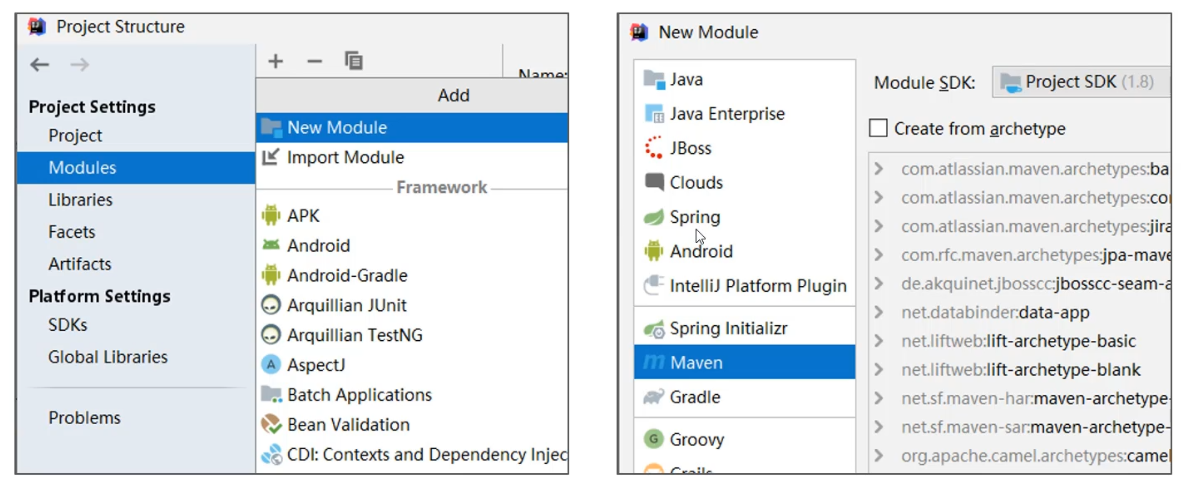 Project Structure
Name:
Project Settings
Project
Modules
Libraries
Facets
Artifacts
Platform Settings
SDKs
Global Libraries
Problems
Add
New Module
Import Module
Framework
APK
Android
Android-Gradle
Arquillian JUnit
Arquillian TestNG
AspectJ
Batch Applications
Bean Validation
CDI: Contexts and Dependency Injec
New Module
Java
Java Enterprise
JBoss
Clouds
Spring
Android
IntelliJ Platform Plugin
Spring Initializr
Maven
Gradle
Groovy
Grails
Module SDK: Project SDK (1.8)
Create from archetype
com.atlassian.maven.archetypes:ba
com.atlassian.maven.archetypes:co
com.atlassian.maven.archetypes:jira
com.rfc.maven.archetypes:jpa-mave
de.akquinet.jbosscc:jbosscc-seam-a
net.databinder:data-app
net.liftweb:lift-archetype-basic
net.liftweb:lift-archetype-blank
net.sf.maven-har:maven-archetype-
net.sf.maven-sar:maven-archetype-
org.apache.camel.archetypes:camel